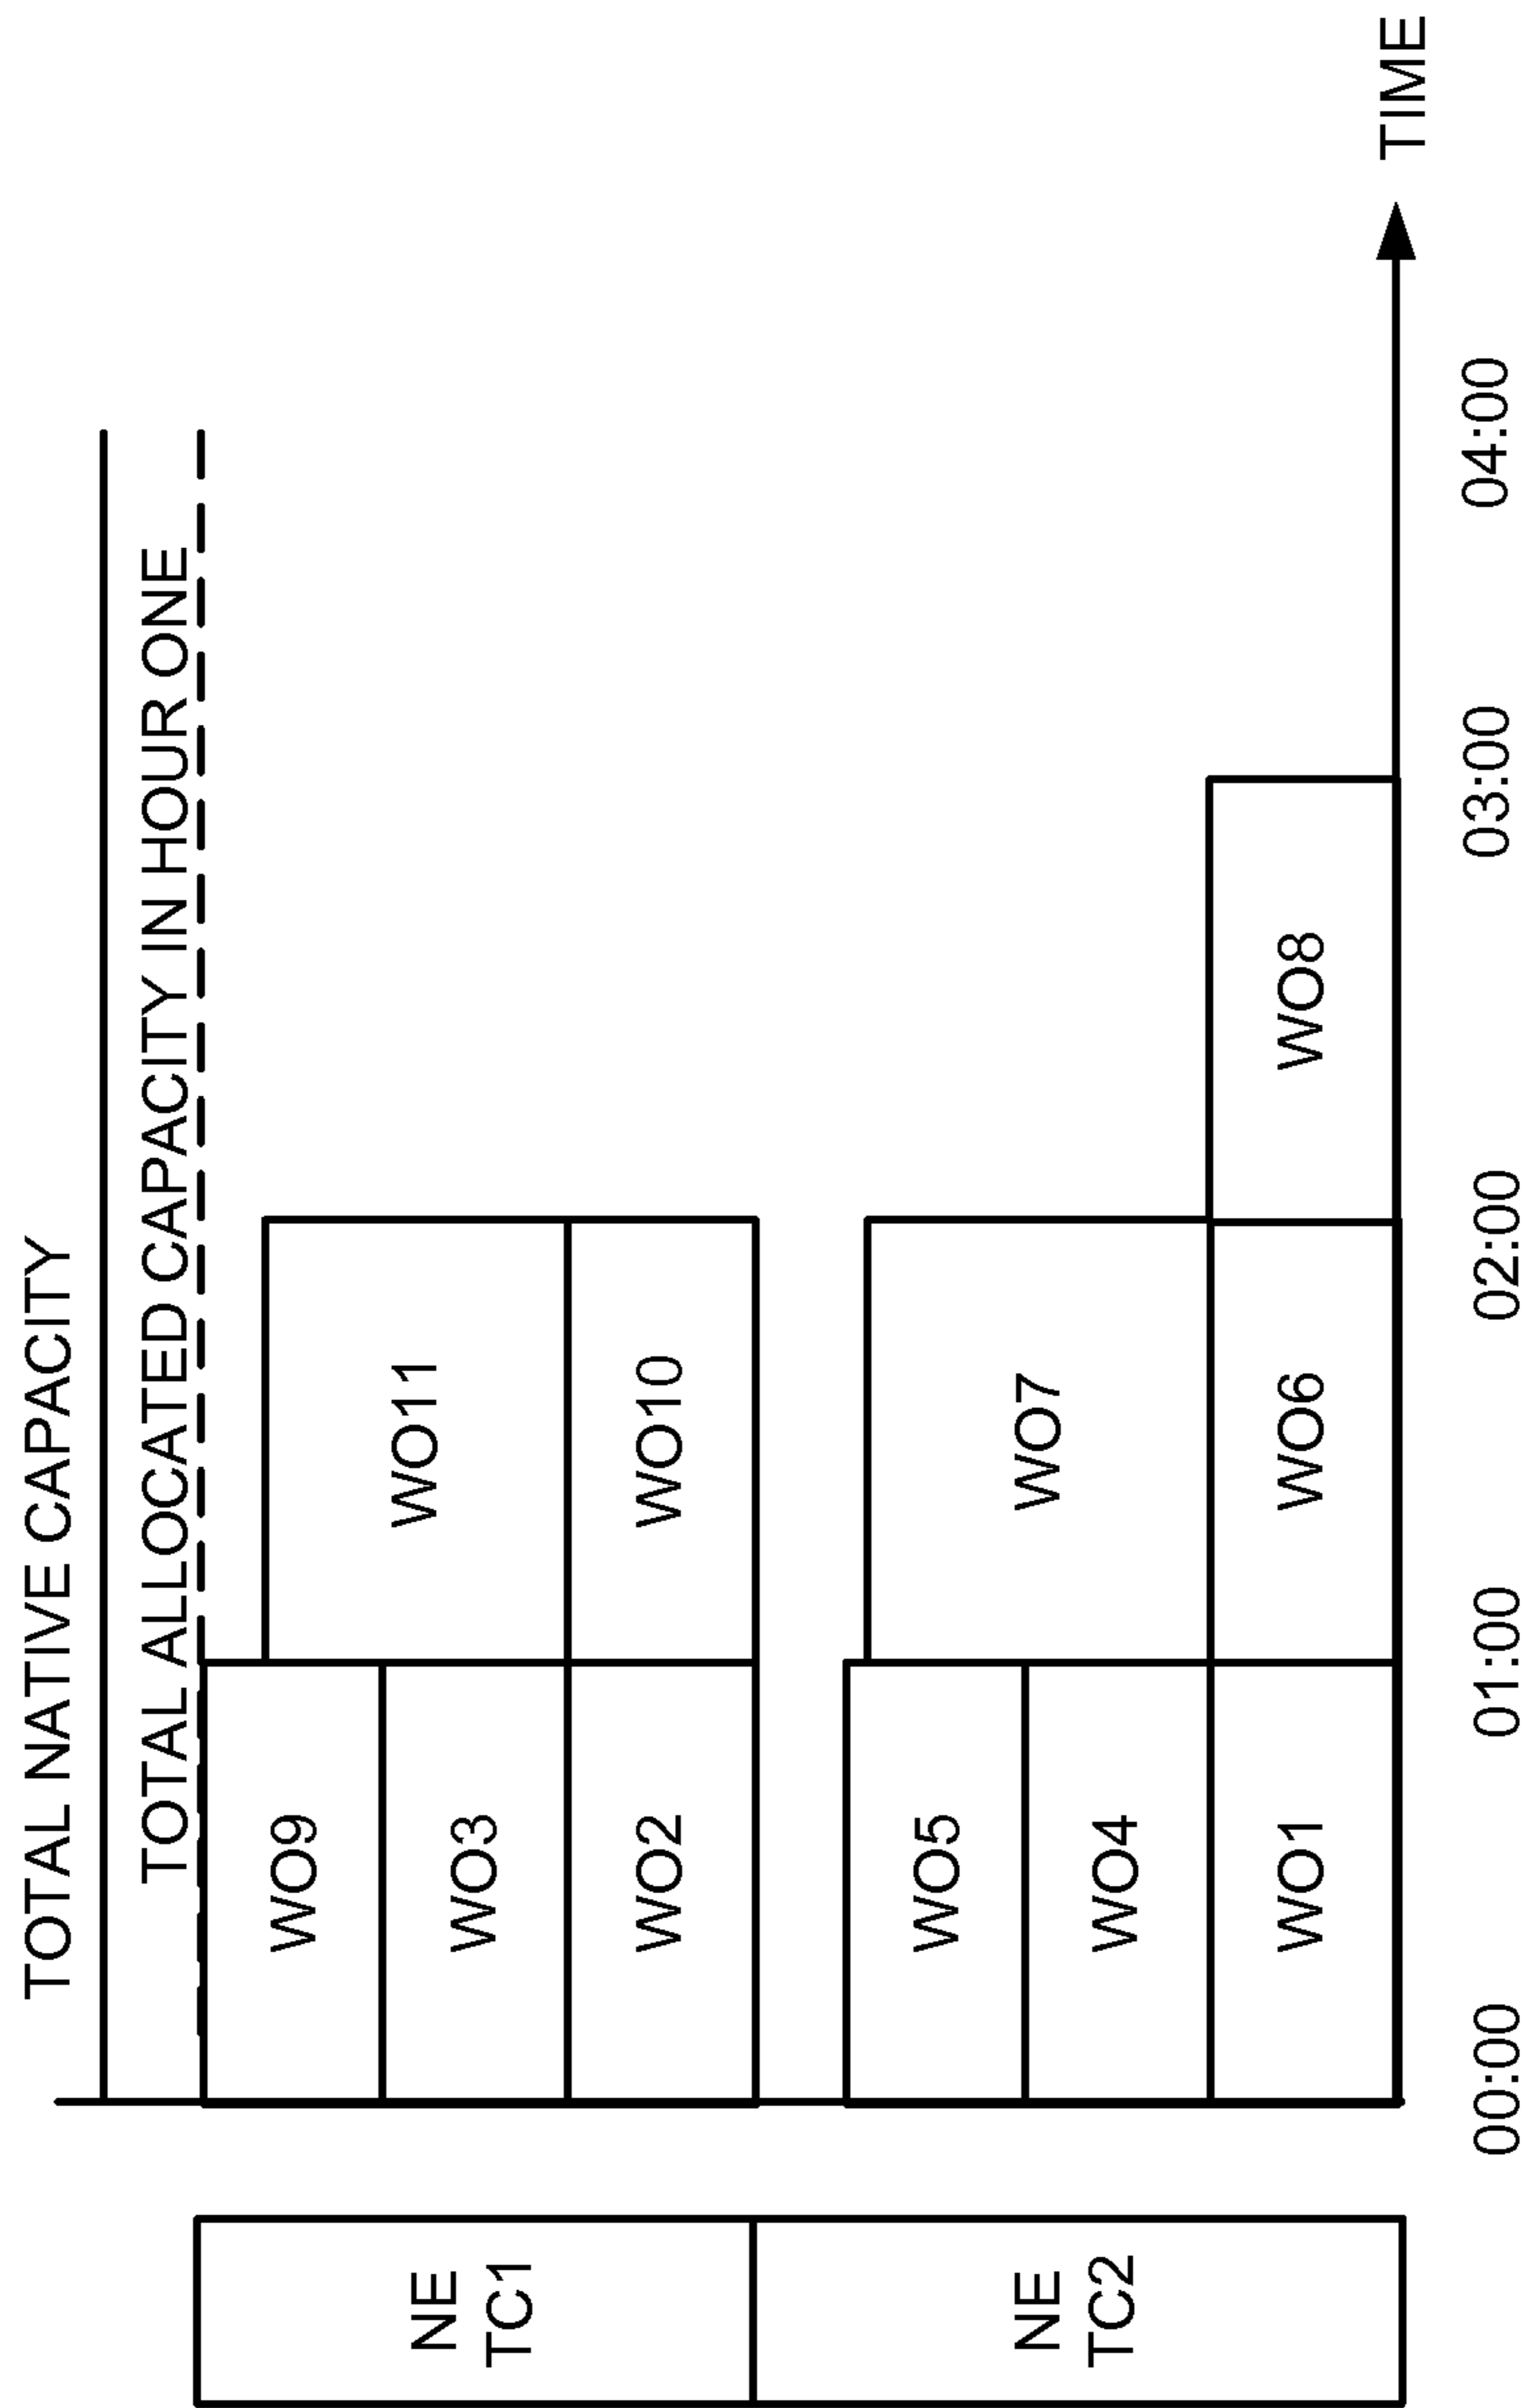 TOTAL NATIVE CAPACITY
TOTAL ALLOCATED CAPACITY IN HOUR ONE
NE
TC1
WO9
WO3
WO2
WO11
WO10
NE
TC2
WO5
WO4
WO1
WO7
WO6
WO8
00:00
01:00
02:00
03:00
04:00
TIME